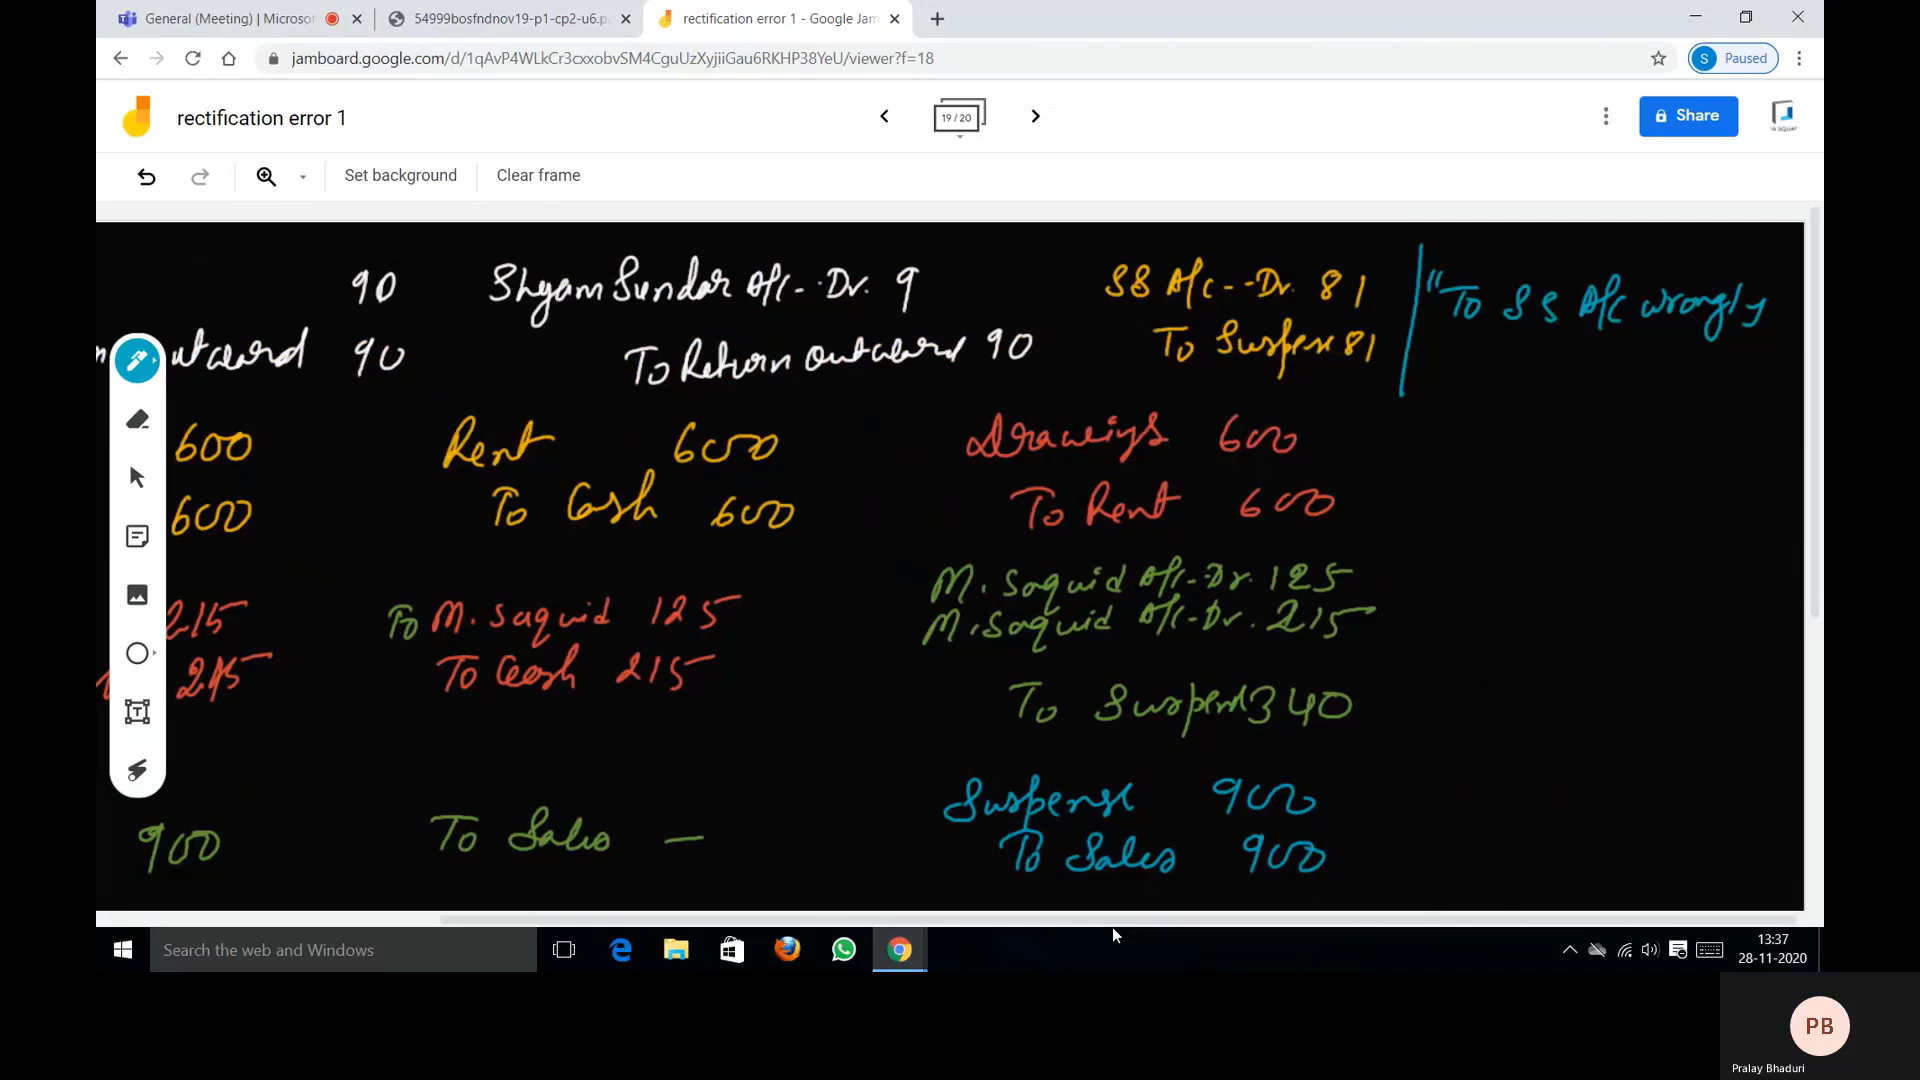 General (Meeting) | Microsof
54999bosfndnov19-p1-cp2-u6.p
rectification error 1 - Google Jam
jamboard.google.com/d/1qAvP4WLkCr3cxxobvSM4CguUzXyjiiGau6RKHP38YeU/viewer?f=18
S Paused
rectification error 1
19 / 20
Share
Set background
Clear frame
90 Shyam Sundar A/c - Dr. 9 SS A/c - - Dr. 81 "To SS A/c wrongly
n outward 90 To Return outward 90 To Suspens 81
600 Rent 600 Drawings 600
600 To Cash 600 To Rent 600
M. Saquid A/c - Dr. 125
215 To M. Saquid 125 M. Saquid A/c - Dr. 215
215 To Cash 215 To Suspens 340
Suspense 900
900 To Sales — To Sales 900
Search the web and Windows
13:37
28-11-2020
PB
Pralay Bhaduri